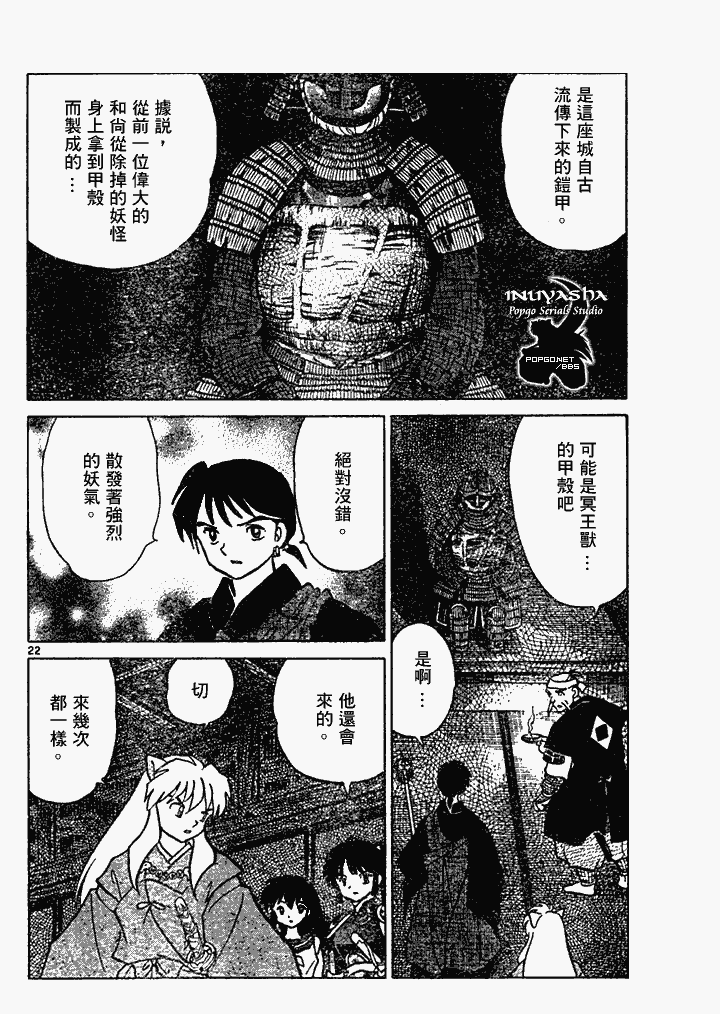 是這座城自古
流傳下來的鎧甲。
據説，
從前一位偉大的
和尚從除掉的妖怪
身上拿到甲殼
而製成的…
INUYASHA
Popgo Serials Studio
POPGO.NET
/BBS
可能是冥王獸…
的甲殼吧
是啊…
絕對沒錯。
散發著強烈
的妖氣。
22
他還會
來的。
切
來幾次
都一樣。